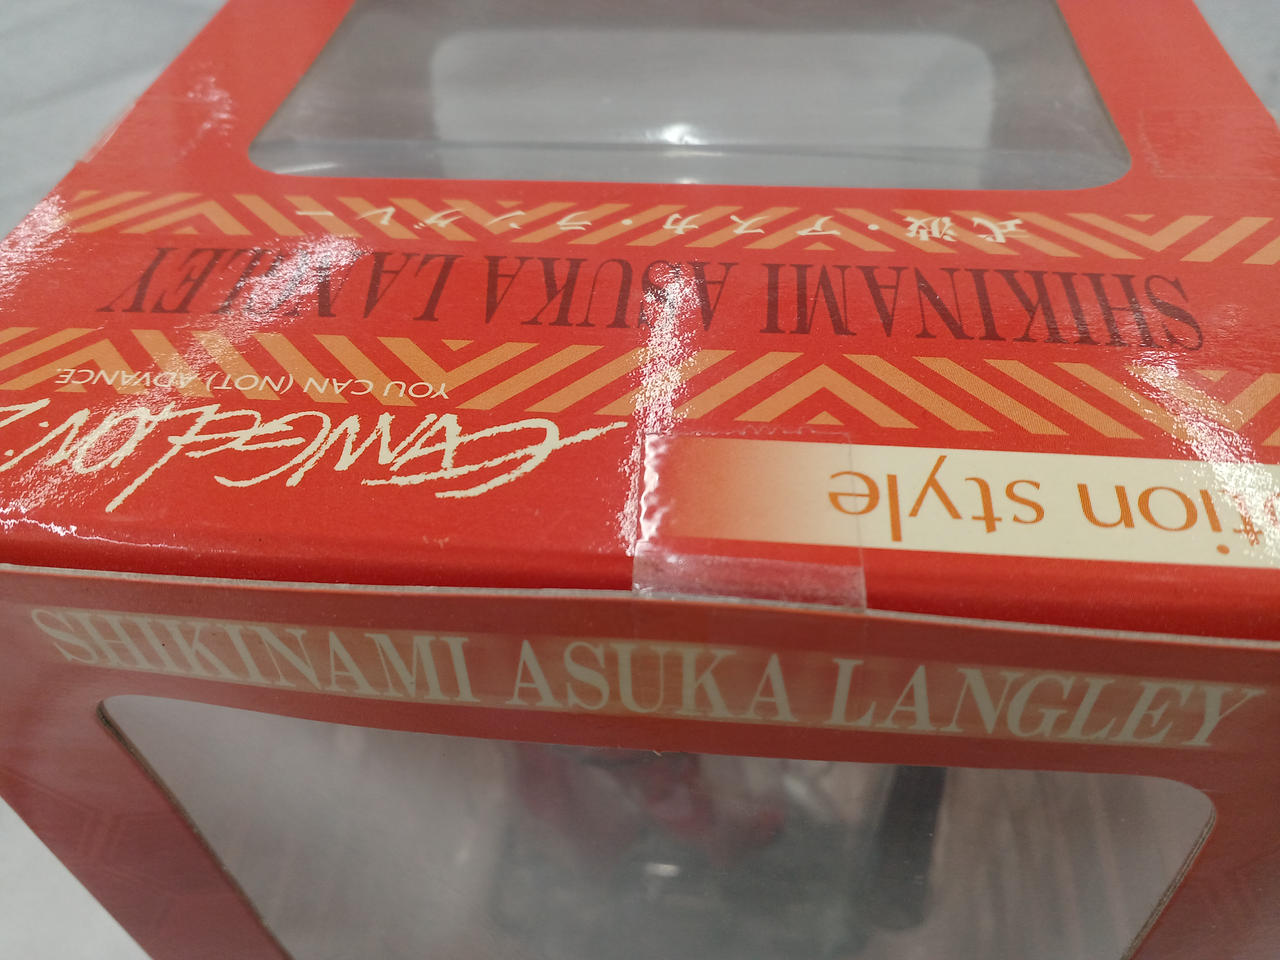 式波・アスカ・ラングレー
SHIKINAMI ASUKA LANGLEY
YOU CAN (NOT) ADVANCE.
EVANGELION:2
tion style
SHIKINAMI ASUKA LANGLEY